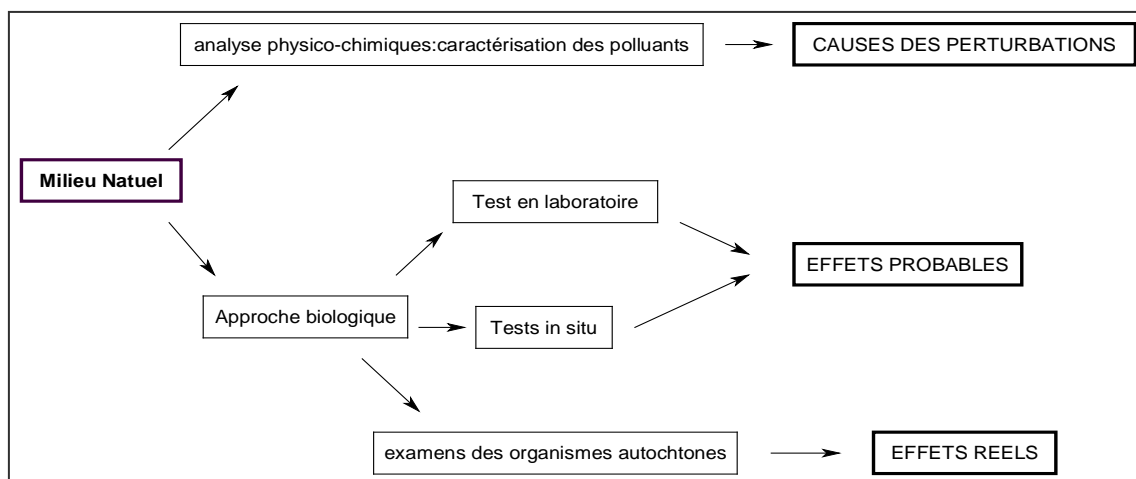 analyse physico-chimiques:caractérisation des polluants
CAUSES DES PERTURBATIONS
Milieu Natuel
Test en laboratoire
EFFETS PROBABLES
Approche biologique
Tests in situ
examens des organismes autochtones
EFFETS REELS